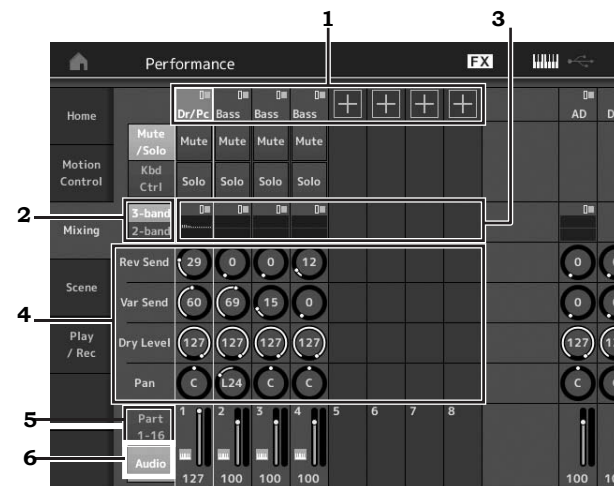 1
3
Performance
FX
Home
Dr/Pc Bass Bass Bass
AD D
Mute /Solo
Mute Mute Mute Mute
Motion Control
Kbd Ctrl
Solo Solo Solo Solo
2
3-band
2-band
Mixing
Rev Send 29 0 0 12 0
Scene
4
Var Send 60 69 15 0 0
Play / Rec
Dry Level 127 127 127 127 127
Pan C L24 C C C
5
Part 1-16
1 2 3 4 5 6 7 8
6
Audio
127 100 100 100 100 10